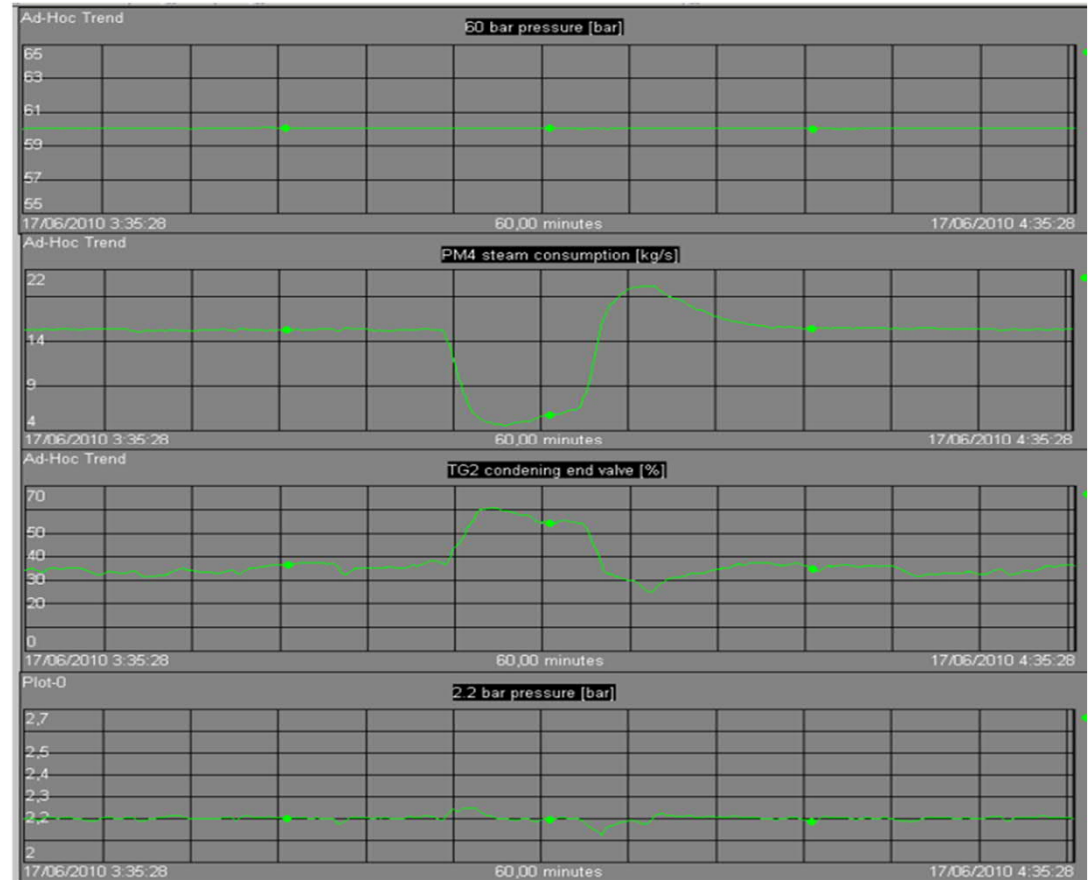 Ad-Hoc Trend
60 bar pressure [bar]
65
63
61
59
57
55
17/06/2010 3:35:28 60,00 minutes 17/06/2010 4:35:28
Ad-Hoc Trend
PM4 steam consumption [kg/s]
22
14
9
4
17/06/2010 3:35:28 60,00 minutes 17/06/2010 4:35:28
Ad-Hoc Trend
TG2 condening end valve [%]
70
50
40
30
20
0
17/06/2010 3:35:28 60,00 minutes 17/06/2010 4:35:28
Plot-0
2.2 bar pressure [bar]
2,7
2,5
2,4
2,3
2,2
2
17/06/2010 3:35:28 60,00 minutes 17/06/2010 4:35:28